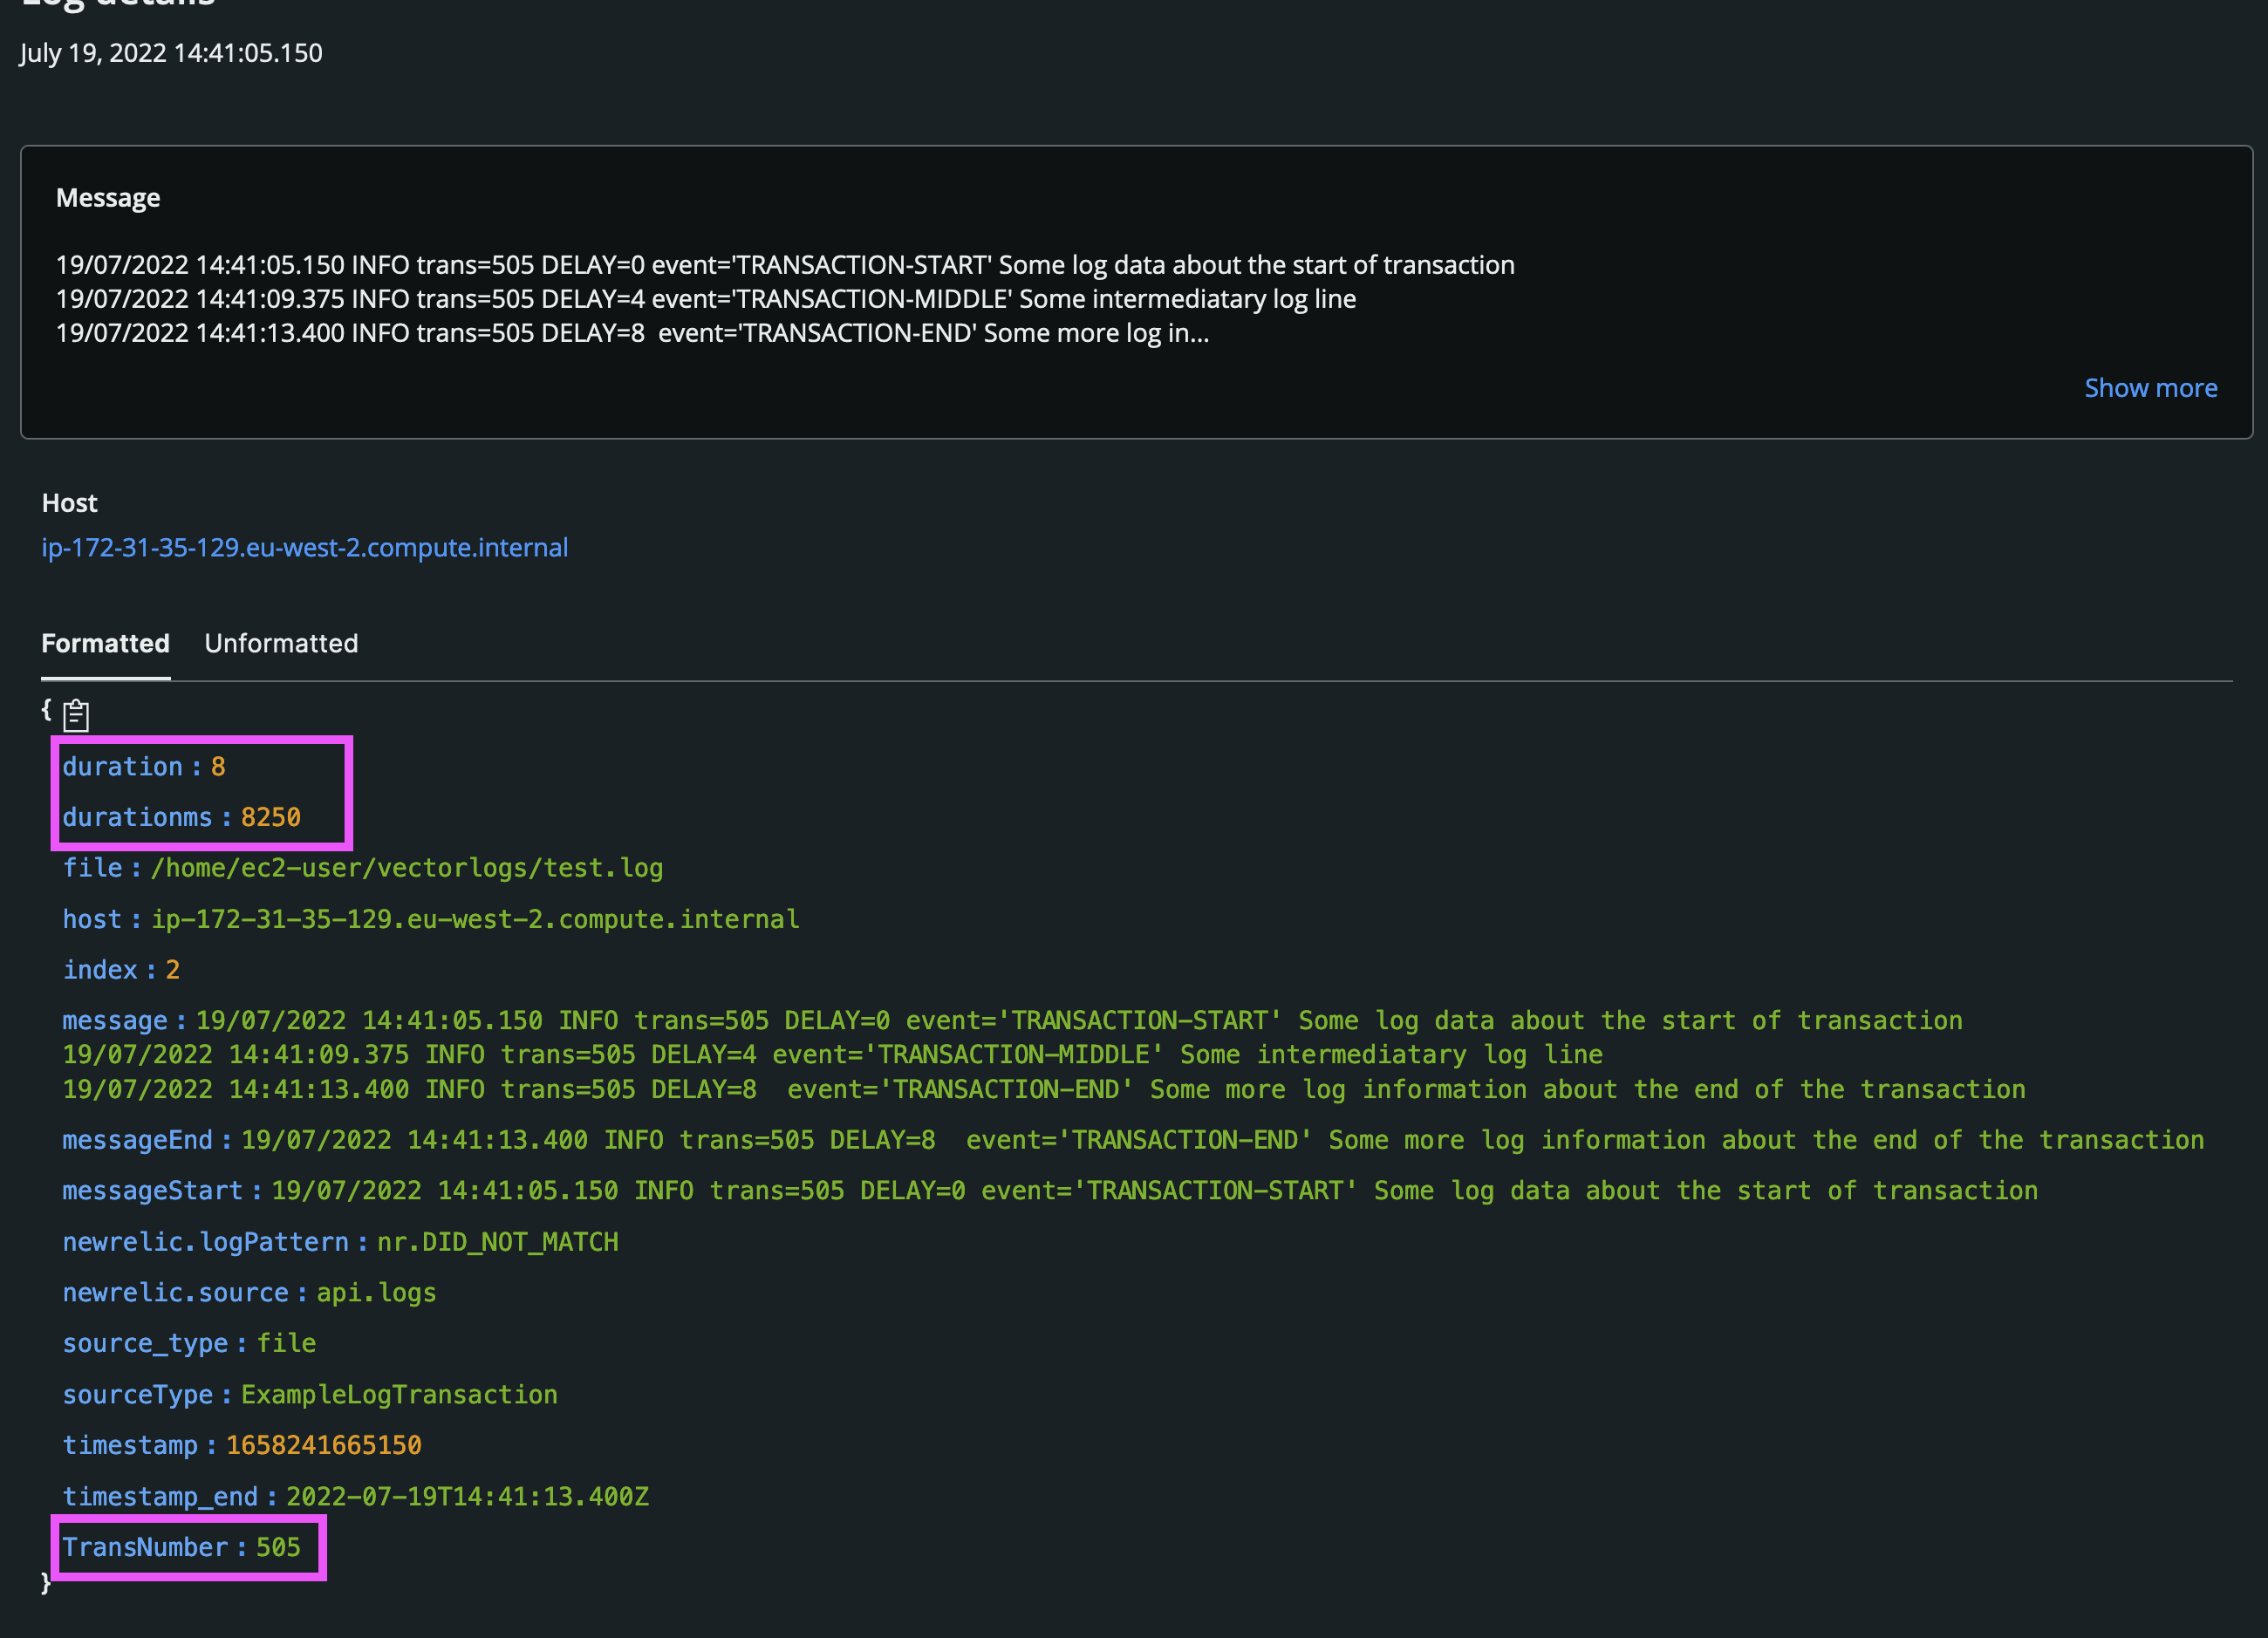 Log details
July 19, 2022 14:41:05.150
Message
19/07/2022 14:41:05.150 INFO trans=505 DELAY=0 event='TRANSACTION-START' Some log data about the start of transaction
19/07/2022 14:41:09.375 INFO trans=505 DELAY=4 event='TRANSACTION-MIDDLE' Some intermediatary log line
19/07/2022 14:41:13.400 INFO trans=505 DELAY=8  event='TRANSACTION-END' Some more log in...
Show more
Host
ip-172-31-35-129.eu-west-2.compute.internal
Formatted Unformatted
{
duration : 8
durationms : 8250
file : /home/ec2-user/vectorlogs/test.log
host : ip-172-31-35-129.eu-west-2.compute.internal
index : 2
message : 19/07/2022 14:41:05.150 INFO trans=505 DELAY=0 event='TRANSACTION-START' Some log data about the start of transaction
19/07/2022 14:41:09.375 INFO trans=505 DELAY=4 event='TRANSACTION-MIDDLE' Some intermediatary log line
19/07/2022 14:41:13.400 INFO trans=505 DELAY=8  event='TRANSACTION-END' Some more log information about the end of the transaction
messageEnd : 19/07/2022 14:41:13.400 INFO trans=505 DELAY=8  event='TRANSACTION-END' Some more log information about the end of the transaction
messageStart : 19/07/2022 14:41:05.150 INFO trans=505 DELAY=0 event='TRANSACTION-START' Some log data about the start of transaction
newrelic.logPattern : nr.DID_NOT_MATCH
newrelic.source : api.logs
source_type : file
sourceType : ExampleLogTransaction
timestamp : 1658241665150
timestamp_end : 2022-07-19T14:41:13.400Z
TransNumber : 505
}